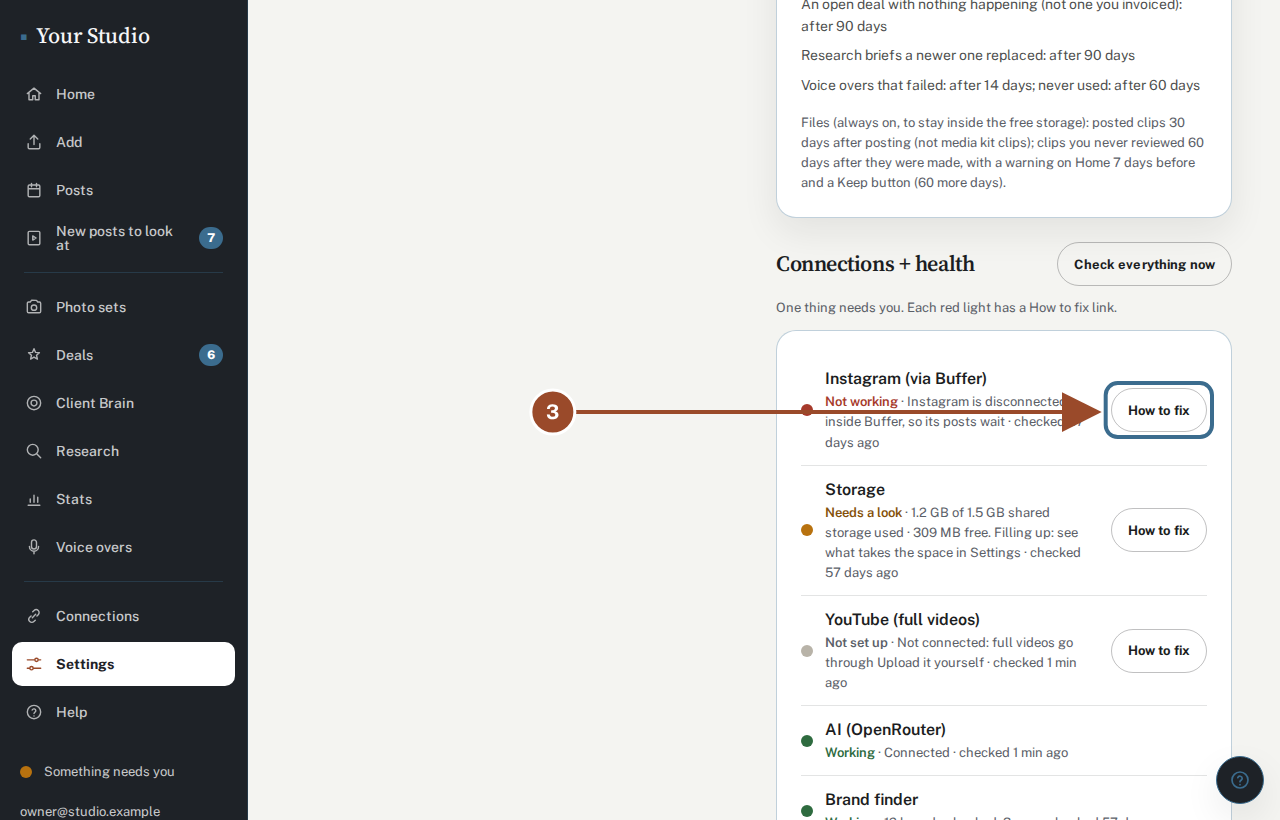 Your Studio
Home
Add
Posts
New posts to look
at
7
Photo sets
Deals
6
Client Brain
Research
Stats
Voice overs
Connections
Settings
Help
Something needs you
owner@studio.example
An open deal with nothing happening (not one you invoiced):
after 90 days
Research briefs a newer one replaced: after 90 days
Voice overs that failed: after 14 days; never used: after 60 days
Files (always on, to stay inside the free storage): posted clips 30
days after posting (not media kit clips); clips you never reviewed 60
days after they were made, with a warning on Home 7 days before
and a Keep button (60 more days).
Connections + health
Check everything now
One thing needs you. Each red light has a How to fix link.
3
Instagram (via Buffer)
Not working · Instagram is disconnected
inside Buffer, so its posts wait · checked
days ago
How to fix
Storage
Needs a look · 1.2 GB of 1.5 GB shared
storage used · 309 MB free. Filling up: see
what takes the space in Settings · checked
57 days ago
How to fix
YouTube (full videos)
Not set up · Not connected: full videos go
through Upload it yourself · checked 1 min
ago
How to fix
AI (OpenRouter)
Working · Connected · checked 1 min ago
Brand finder